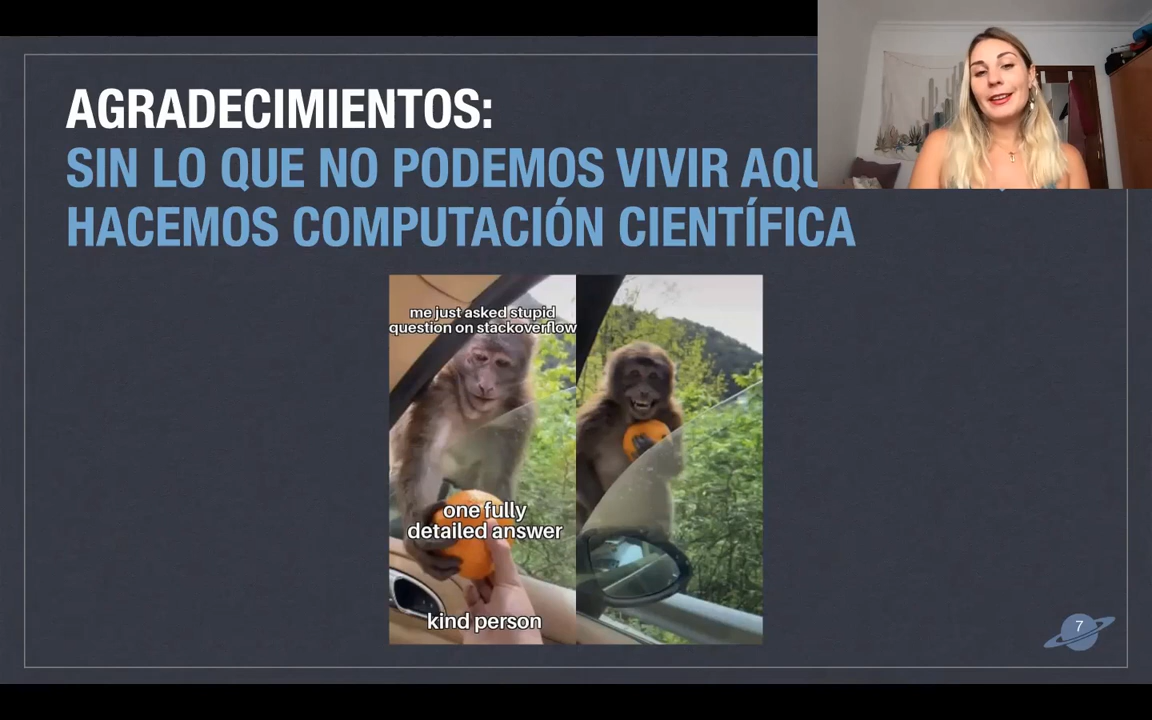 AGRADECIMIENTOS:
SIN LO QUE NO PODEMOS VIVIR
HACEMOS COMPUTACIÓN CIENTÍFICA
me just asked stupid
question on stackoverflow
one fully
detailed answer
kind person
7